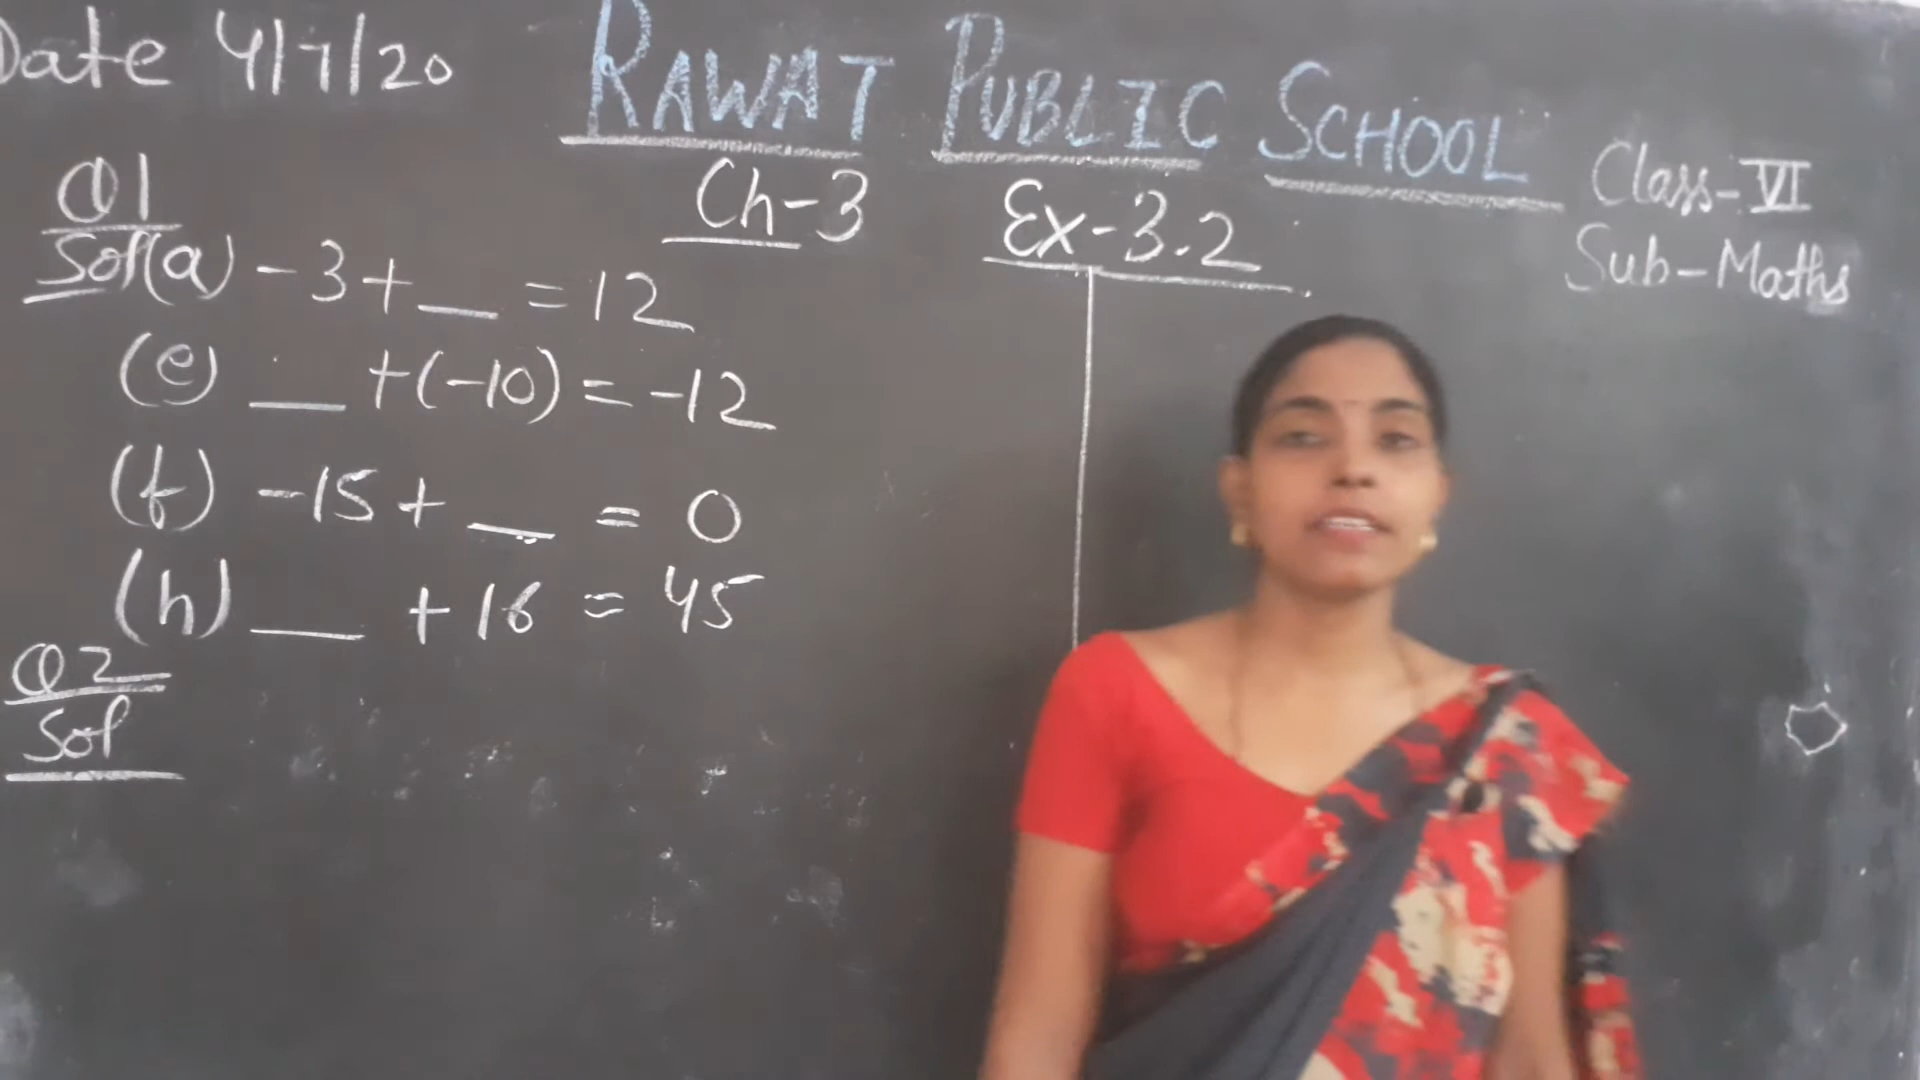 Date 4/7/20
RAWAT PUBLIC SCHOOL
Ch-3 Ex-3.2
Class-VI
Sub-Maths
Q1
Sol(a) -3+__ = 12
(e) __ +(-10) = -12
(f) -15+ __ = 0
(h) __ +16 = 45
Q2
Sol